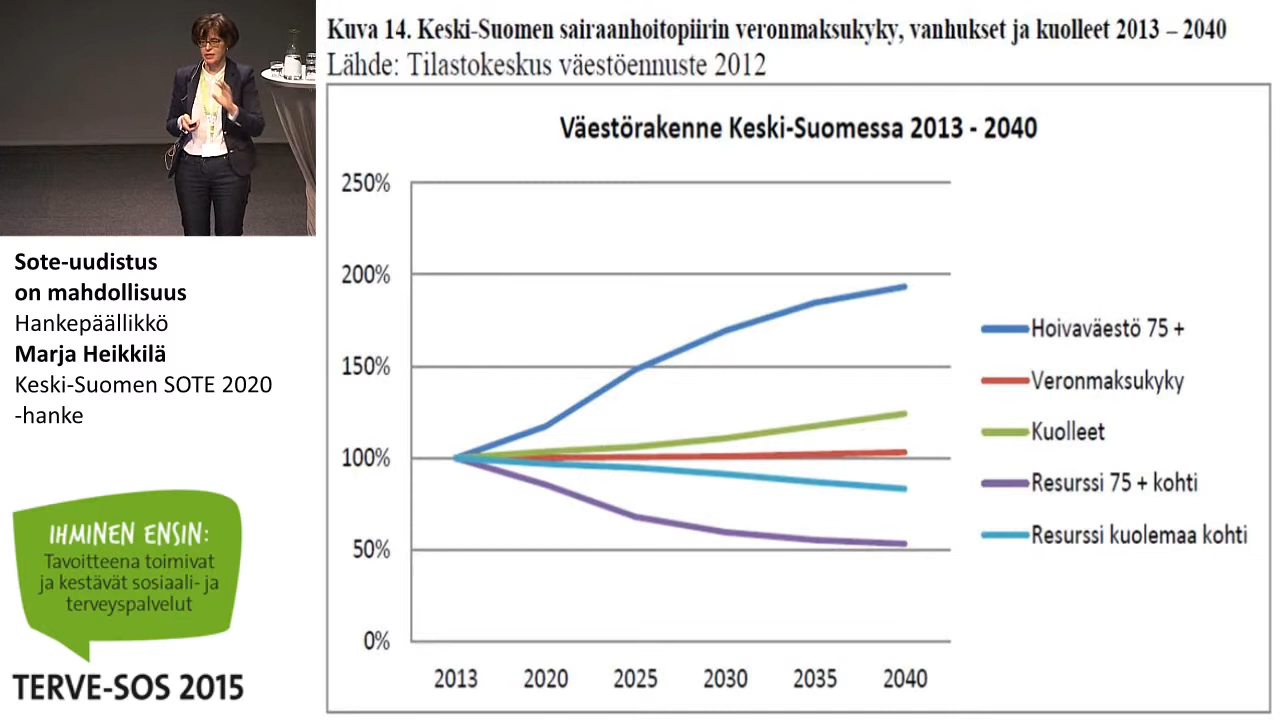 Kuva 14. Keski-Suomen sairaanhoitopiirin veronmaksukyky, vanhukset ja kuolleet 2013 – 2040
Lähde: Tilastokeskus väestöennuste 2012
Väestörakenne Keski-Suomessa 2013 - 2040
250%
200%
150%
100%
50%
0%
2013 2020 2025 2030 2035 2040
Hoivaväestö 75 +
Veronmaksukyky
Kuolleet
Resurssi 75 + kohti
Resurssi kuolemaa kohti
Sote-uudistus
on mahdollisuus
Hankepäällikkö
Marja Heikkilä
Keski-Suomen SOTE 2020
-hanke
IHMINEN ENSIN:
Tavoitteena toimivat
ja kestävät sosiaali- ja
terveyspalvelut
TERVE-SOS 2015